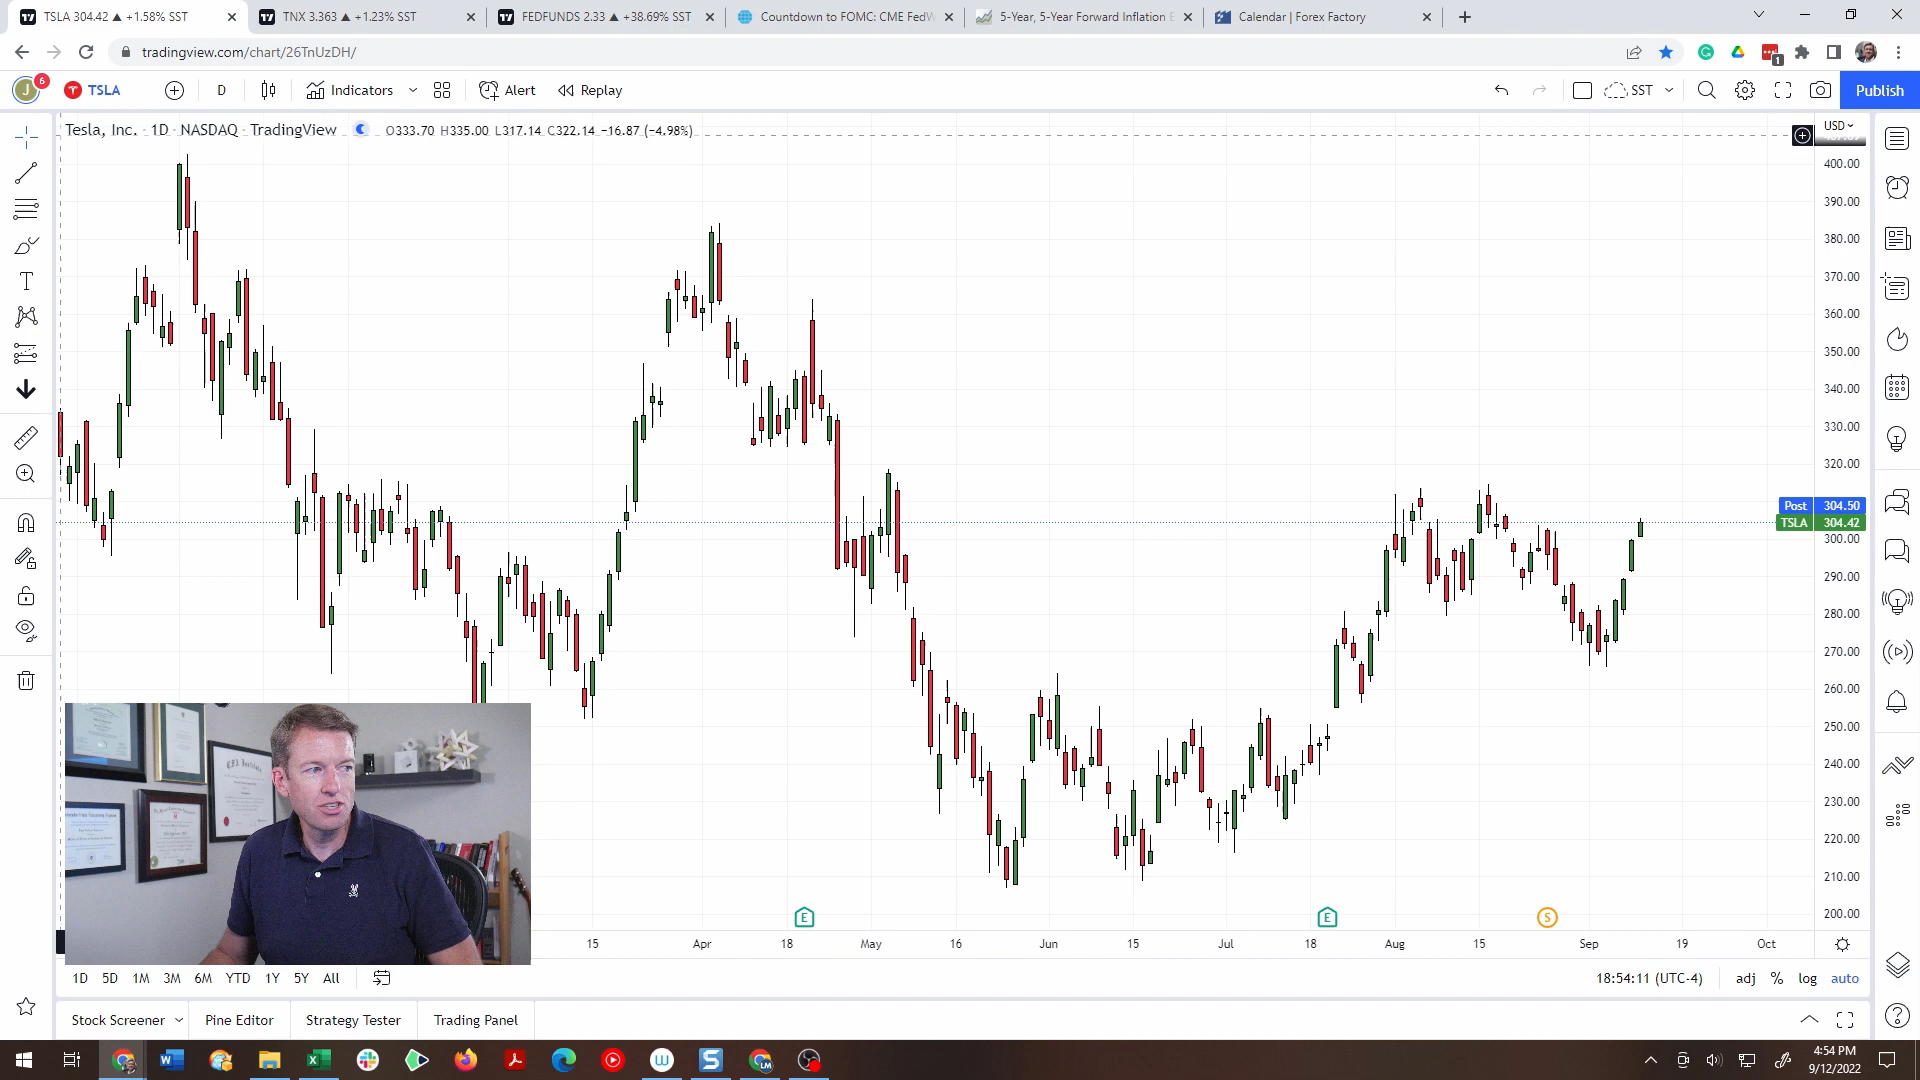 TSLA 304.42 ▲ +1.58% SST
TNX 3.363 ▲ +1.23% SST
FEDFUNDS 2.33 ▲ +38.69% SST
Countdown to FOMC: CME FedW
5-Year, 5-Year Forward Inflation E
Calendar | Forex Factory
tradingview.com/chart/26TnUzDH/
1
J 6 TSLA D Indicators Alert Replay SST Publish
Tesla, Inc. · 1D · NASDAQ · TradingView O333.70 H335.00 L317.14 C322.14 −16.87 (−4.98%)
USD
400.00
390.00
380.00
370.00
360.00
350.00
340.00
330.00
320.00
Post 304.50
TSLA 304.42
300.00
290.00
280.00
270.00
260.00
250.00
240.00
230.00
220.00
210.00
200.00
CFA Institute
E E S
15 Apr 18 May 16 Jun 15 Jul 18 Aug 15 Sep 19 Oct
1D 5D 1M 3M 6M YTD 1Y 5Y All
18:54:11 (UTC-4) adj % log auto
Stock Screener Pine Editor Strategy Tester Trading Panel
4:54 PM
9/12/2022